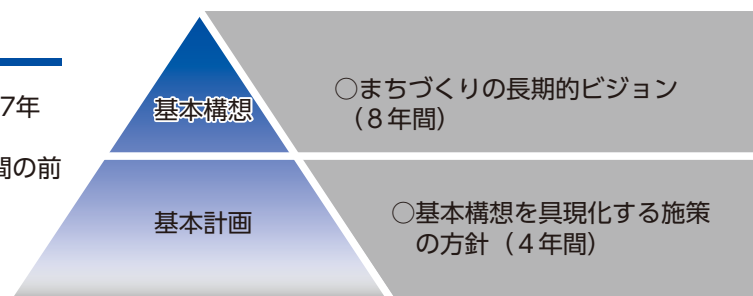 7年
間の前
基本構想
○まちづくりの長期的ビジョン
（８年間）
基本計画
○基本構想を具現化する施策
の方針（４年間）